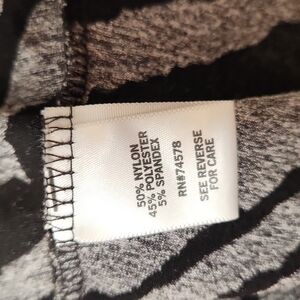 50% NYLON
45% POLYESTER
5% SPANDEX
RN#74578
SEE REVERSE
FOR CARE